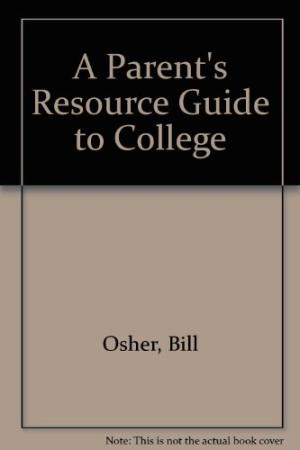 A Parent's
Resource Guide
to College
Osher, Bill
Note: This is not the actual book cover